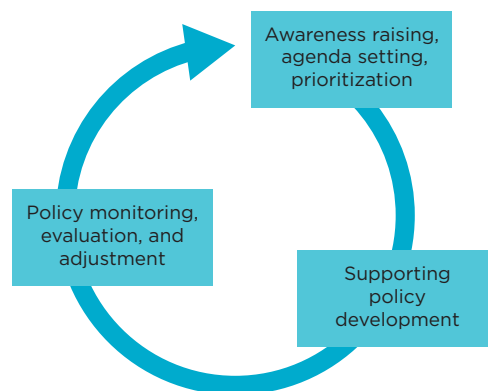 Awareness raising,
agenda setting,
prioritization
Supporting
policy
development
Policy monitoring,
evaluation, and
adjustment